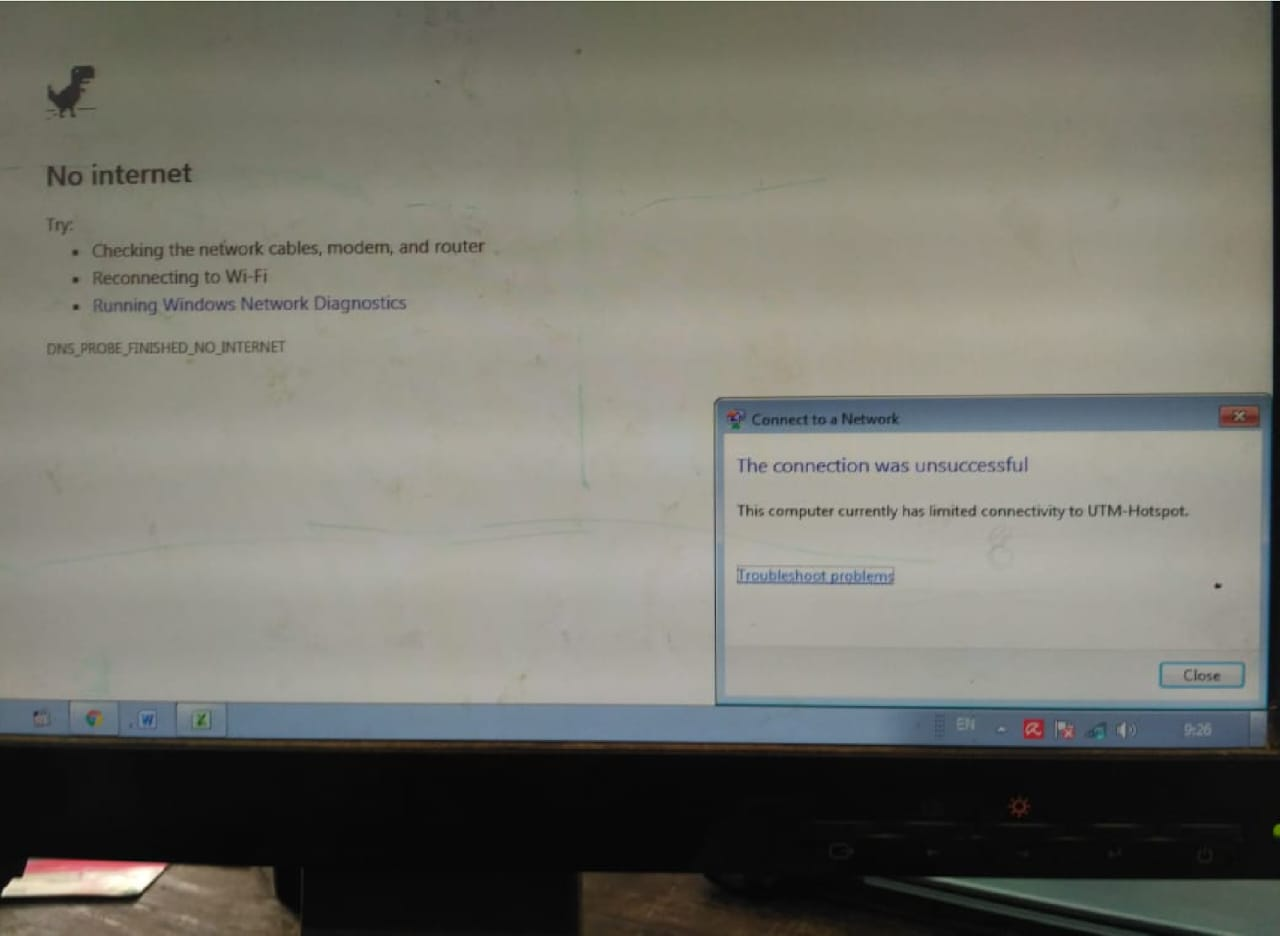 No internet
Try:
Checking the network cables, modem, and router
Reconnecting to Wi-Fi
Running Windows Network Diagnostics
DNS_PROBE_FINISHED_NO_INTERNET
Connect to a Network
The connection was unsuccessful
This computer currently has limited connectivity to UTM-Hotspot.
Troubleshoot problems
Close
EN
9:26